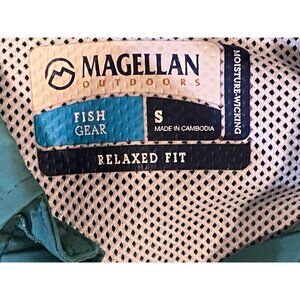 MAGELLAN
OUTDOORS
FISH
GEAR
S
MADE IN CAMBODIA
MOISTURE-WICKING
RELAXED FIT